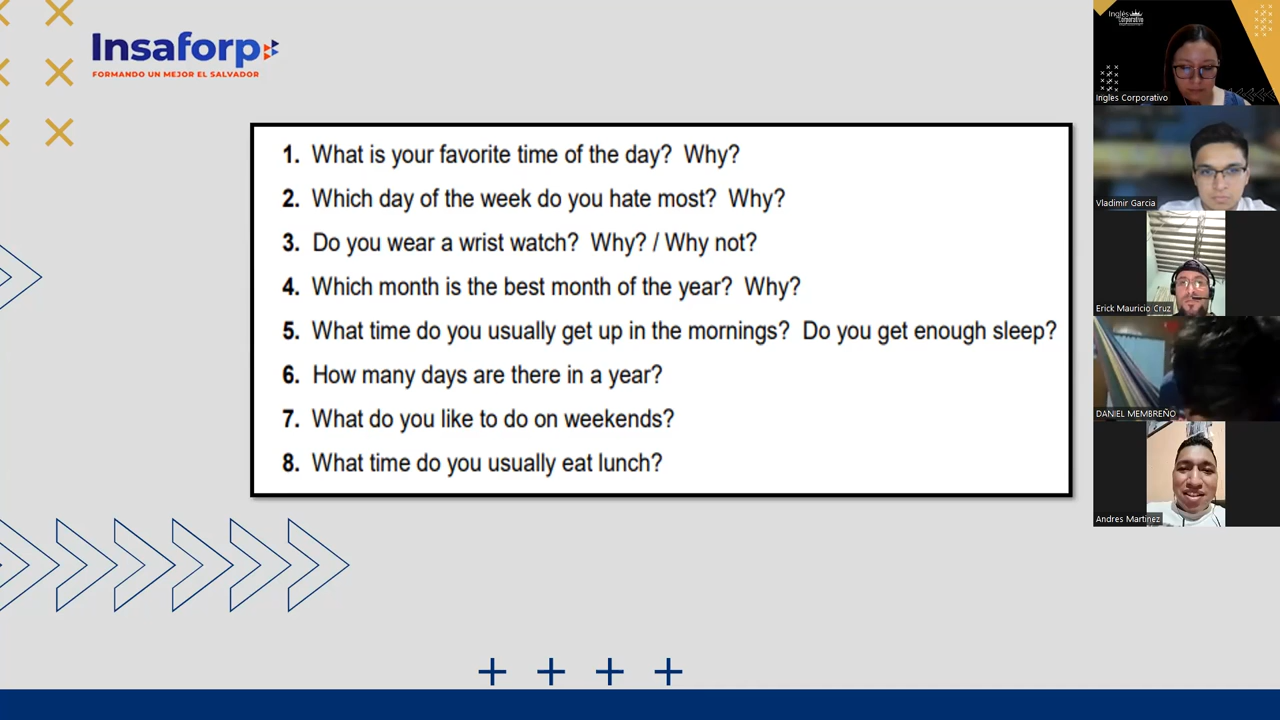 Insaforp
FORMANDO UN MEJOR EL SALVADOR
1. What is your favorite time of the day? Why?
2. Which day of the week do you hate most? Why?
3. Do you wear a wrist watch? Why? / Why not?
4. Which month is the best month of the year? Why?
5. What time do you usually get up in the mornings? Do you get enough sleep?
6. How many days are there in a year?
7. What do you like to do on weekends?
8. What time do you usually eat lunch?
Inglés
Corporativo
Ingles Corporativo
Vladimir Garcia
Erick Mauricio Cruz
DANIEL MEMBREÑO
Andres Martinez